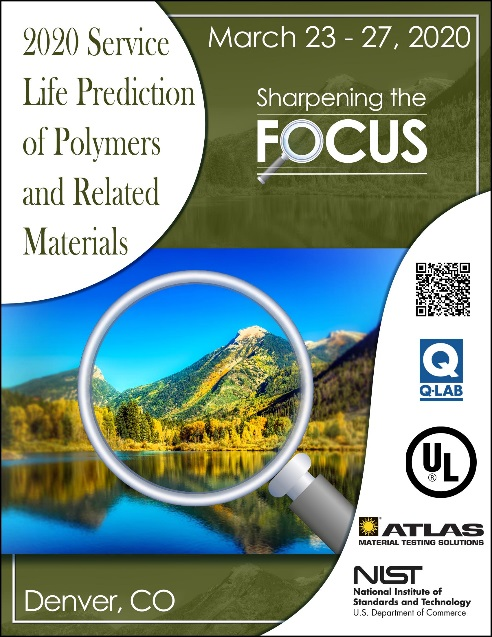 2020 Service
Life Prediction
of Polymers
and Related
Materials
March 23 - 27, 2020
Sharpening the
FOCUS
Q
Q-LAB
UL
®
ATLAS
MATERIAL TESTING SOLUTIONS
NIST
National Institute of
Standards and Technology
U.S. Department of Commerce
Denver, CO